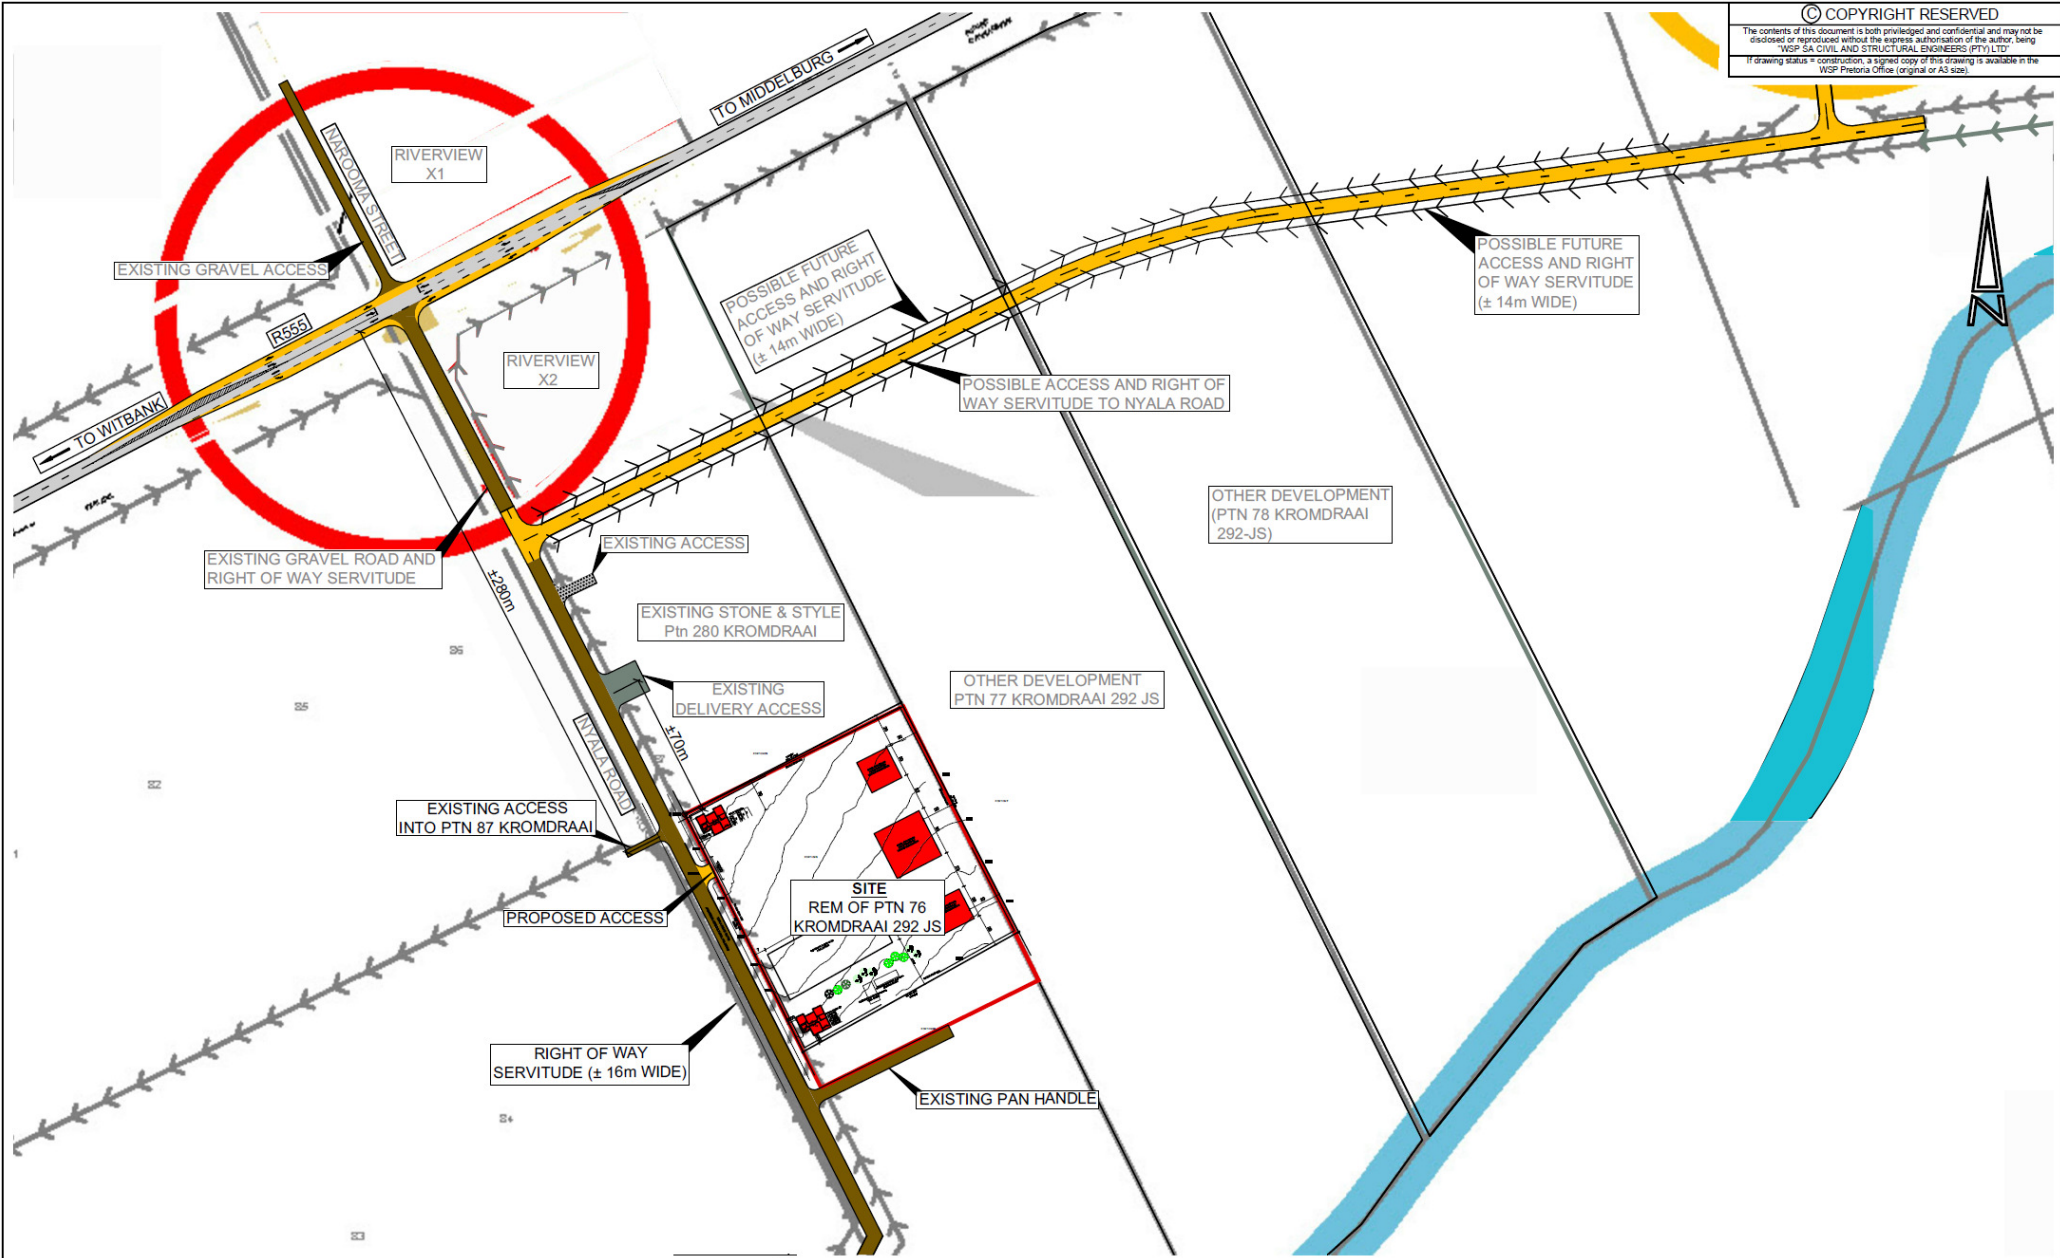 © COPYRIGHT RESERVED
The contents of this document is both priviledged and confidential and may not be
disclosed or reproduced without the express authorisation of the author, being
"WSP SA CIVIL AND STRUCTURAL ENGINEERS (PTY) LTD"
If drawing status = construction, a signed copy of this drawing is available in the
WSP Pretoria Office (original or A3 size).
TO MIDDELBURG
NAROOMA STREET
RIVERVIEW
X1
EXISTING GRAVEL ACCESS
R555
RIVERVIEW
X2
TO WITBANK
POSSIBLE FUTURE
ACCESS AND RIGHT
OF WAY SERVITUDE
(± 14m WIDE)
POSSIBLE FUTURE
ACCESS AND RIGHT
OF WAY SERVITUDE
(± 14m WIDE)
N
POSSIBLE ACCESS AND RIGHT OF
WAY SERVITUDE TO NYALA ROAD
OTHER DEVELOPMENT
(PTN 78 KROMDRAAI
292-JS)
EXISTING GRAVEL ROAD AND
RIGHT OF WAY SERVITUDE
EXISTING ACCESS
±280m
EXISTING STONE & STYLE
Ptn 280 KROMDRAAI
86
85
EXISTING
DELIVERY ACCESS
OTHER DEVELOPMENT
PTN 77 KROMDRAAI 292 JS
±70m
NYALA ROAD
EXISTING ACCESS
INTO PTN 87 KROMDRAAI
1
SITE
REM OF PTN 76
KROMDRAAI 292 JS
PROPOSED ACCESS
RIGHT OF WAY
SERVITUDE (± 16m WIDE)
EXISTING PAN HANDLE
84
83